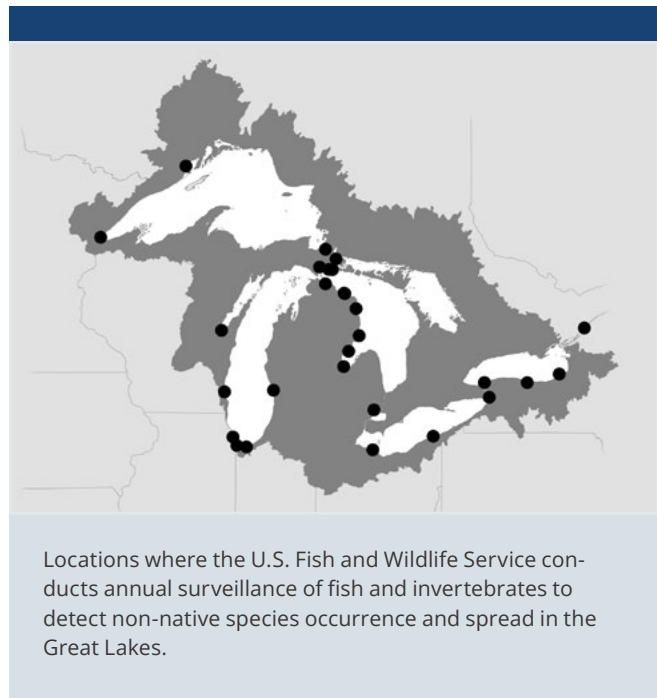 Locations where the U.S. Fish and Wildlife Service con-
ducts annual surveillance of fish and invertebrates to
detect non-native species occurrence and spread in the
Great Lakes.